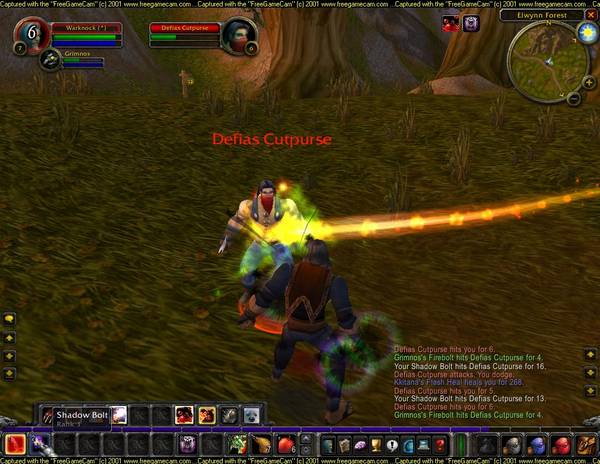 Captured with the "FreeGameCam" (c) 2001 www.freegamecam.com ...Captured with the "FreeGameCam" (c) 2001 www.freegamecam.com ...Captured with the "FreeGameCam" (c) 2001 www.freegamecam.com ...Cap
Warknock (*)
Defias Cutpurse
Elwynn Forest
6
7
Grimnos
Defias Cutpurse
Defias Cutpurse hits you for 6.
Grimnos's Firebolt hits Defias Cutpurse for 4.
Your Shadow Bolt hits Defias Cutpurse for 16.
Defias Cutpurse attacks. You dodge.
Kkitana's Flash Heal heals you for 268.
Defias Cutpurse hits you for 5.
Your Shadow Bolt hits Defias Cutpurse for 13.
Defias Cutpurse hits you for 6.
Grimnos's Firebolt hits Defias Cutpurse for 4.
Shadow Bolt
Rank 1
Captured with the "FreeGameCam" (c) 2001 www.freegamecam.com ...Captured with the "FreeGameCam" (c) 2001 www.freegamecam.com ...Captured with the "FreeGameCam" (c) 2001 www.freegamecam.com ...Cap